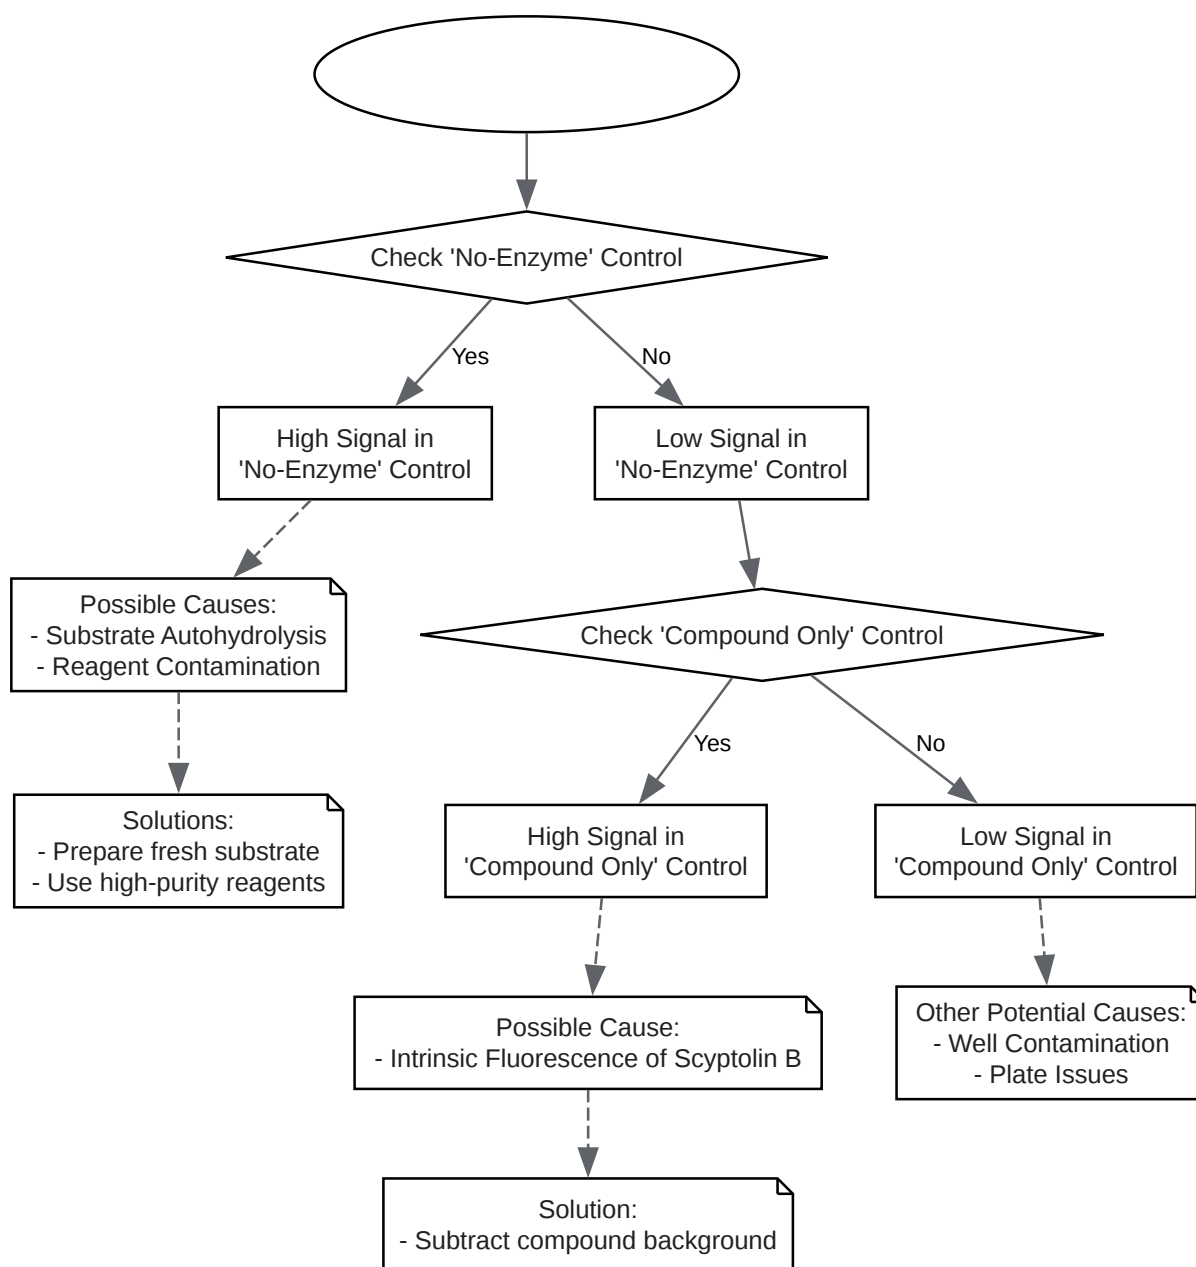 Check 'No-Enzyme' Control
Yes
No
High Signal in
'No-Enzyme' Control
Low Signal in
'No-Enzyme' Control
Possible Causes:
- Substrate Autohydrolysis
- Reagent Contamination
Check 'Compound Only' Control
Yes
No
Solutions:
- Prepare fresh substrate
- Use high-purity reagents
High Signal in
'Compound Only' Control
Low Signal in
'Compound Only' Control
Possible Cause:
- Intrinsic Fluorescence of Scyptolin B
Other Potential Causes:
- Well Contamination
- Plate Issues
Solution:
- Subtract compound background